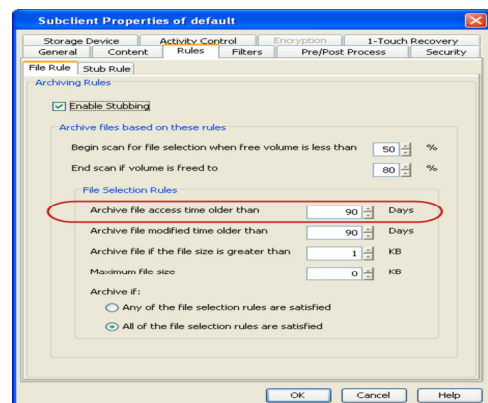 Subclient Properties of default
Storage Device Activity Control Encryption 1-Touch Recovery
General Content Rules Filters Pre/Post Process Security
File Rule Stub Rule
Archiving Rules
Enable Stubbing
Archive files based on these rules
Begin scan for file selection when free volume is less than 50 %
End scan if volume is freed to 80 %
File Selection Rules
Archive file access time older than 90 Days
Archive file modified time older than 90 Days
Archive file if the file size is greater than 1 KB
Maximum file size 0 KB
Archive if:
Any of the file selection rules are satisfied
All of the file selection rules are satisfied
OK Cancel Help